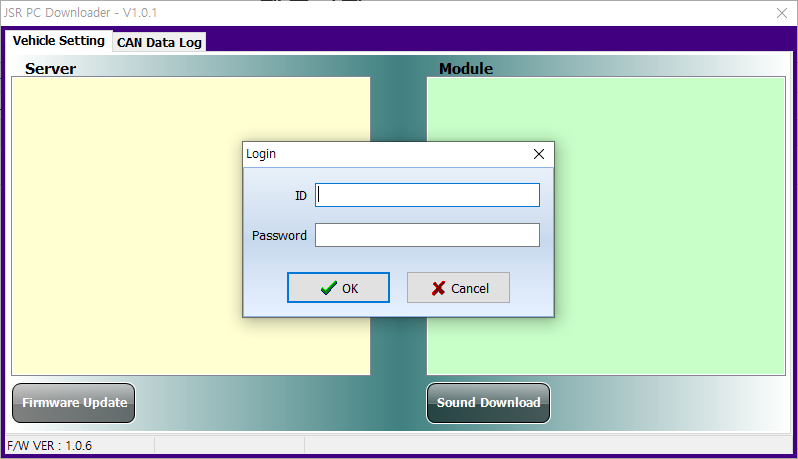 JSR PC Downloader - V1.0.1
Vehicle Setting
CAN Data Log
Server
Module
Login
ID
Password
OK
Cancel
Firmware Update
Sound Download
F/W VER : 1.0.6